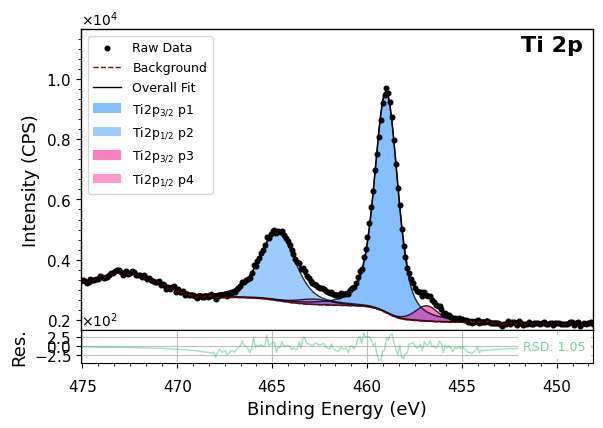 ×10⁴
Ti 2p
Raw Data
Background
Overall Fit
Ti2p₃/₂ p1
Ti2p₁/₂ p2
Ti2p₃/₂ p3
Ti2p₁/₂ p4
Intensity (CPS)
1.0
0.8
0.6
0.4
0.2
×10²
Res.
2.5
0.0
−2.5
RSD: 1.05
475
470
465
460
455
450
Binding Energy (eV)